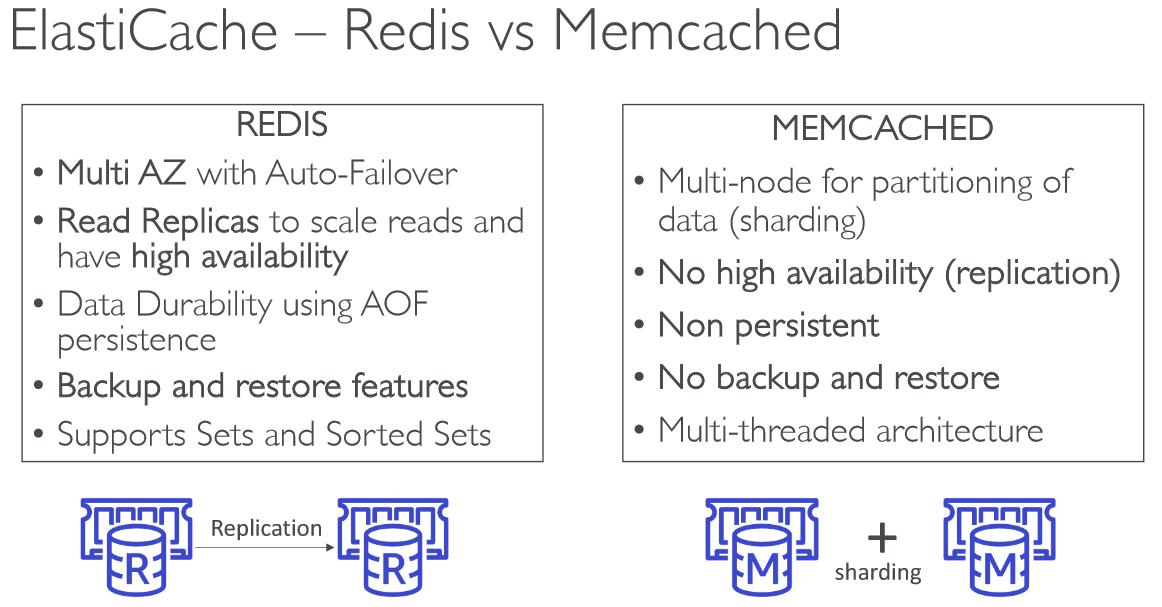 ElastiCache – Redis vs Memcached
REDIS
• Multi AZ with Auto-Failover
• Read Replicas to scale reads and
have high availability
• Data Durability using AOF
persistence
• Backup and restore features
• Supports Sets and Sorted Sets
MEMCACHED
• Multi-node for partitioning of
data (sharding)
• No high availability (replication)
• Non persistent
• No backup and restore
• Multi-threaded architecture
R
Replication
R
M
+
sharding
M